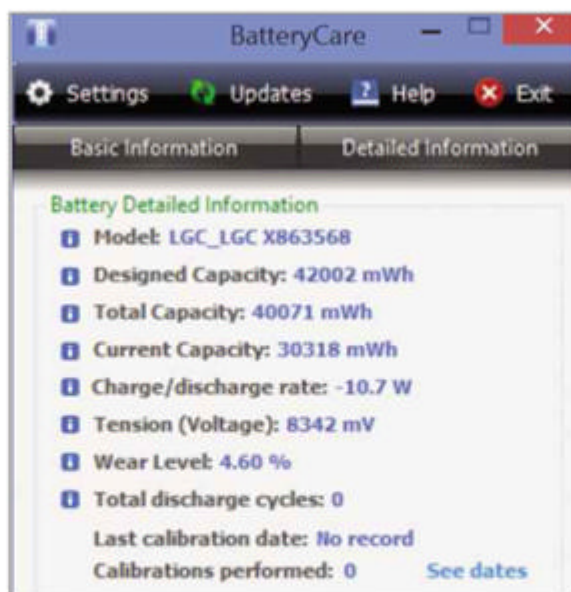 BatteryCare
Settings Updates Help Exit
Basic Information Detailed Information
Battery Detailed Information
Model: LGC_LGC X863568
Designed Capacity: 42002 mWh
Total Capacity: 40071 mWh
Current Capacity: 30318 mWh
Charge/discharge rate: -10.7 W
Tension (Voltage): 8342 mV
Wear Level: 4.60 %
Total discharge cycles: 0
Last calibration date: No record
Calibrations performed: 0 See dates